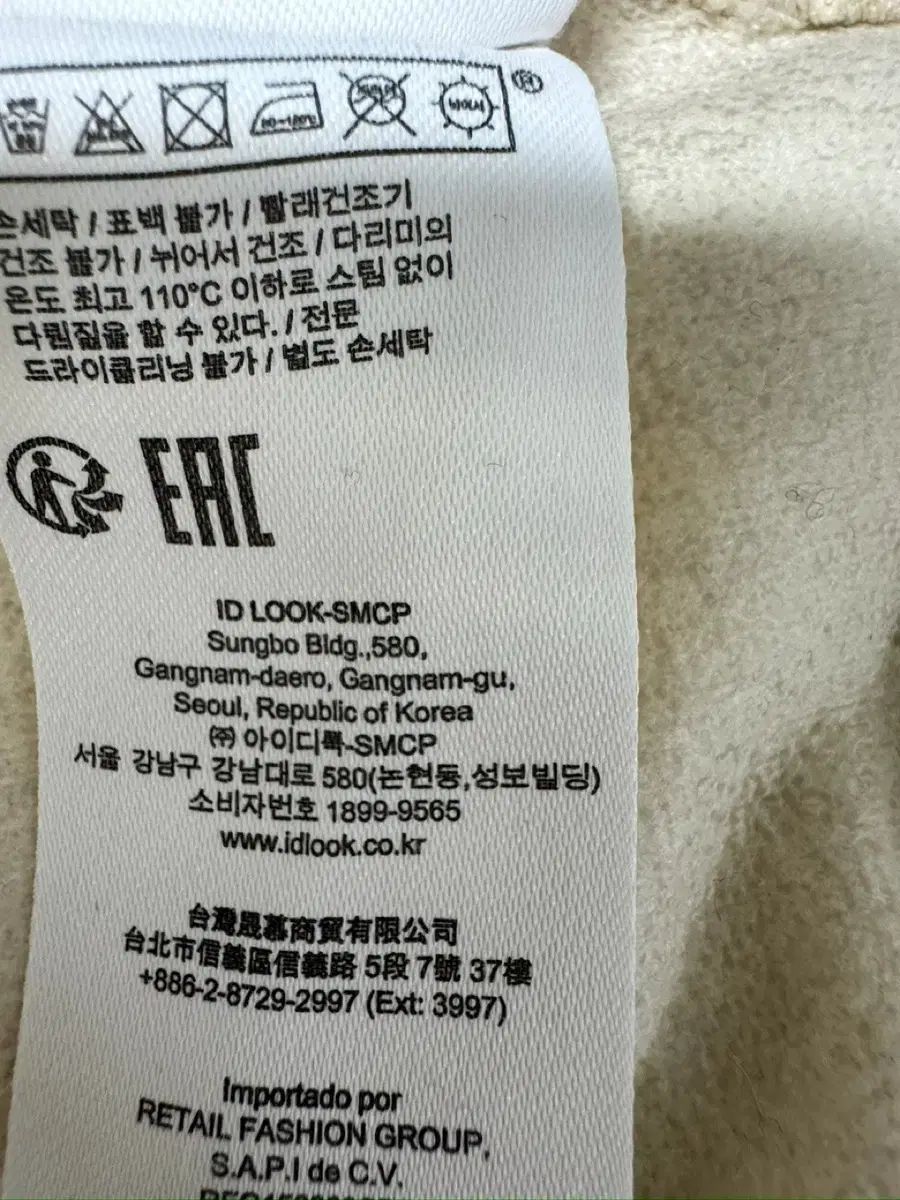 80~120℃
뉘어서
®
손세탁 / 표백 불가 / 빨래건조기
건조 불가 / 뉘어서 건조 / 다리미의
온도 최고 110°C 이하로 스팀 없이
다림질을 할 수 있다. / 전문
드라이클리닝 불가 / 별도 손세탁
EAC
ID LOOK-SMCP
Sungbo Bldg.,580,
Gangnam-daero, Gangnam-gu,
Seoul, Republic of Korea
㈜ 아이디룩-SMCP
서울 강남구 강남대로 580(논현동,성보빌딩)
소비자번호 1899-9565
www.idlook.co.kr
台灣晟慕商貿有限公司
台北市信義區信義路 5段 7號 37樓
+886-2-8729-2997 (Ext: 3997)
Importado por
RETAIL FASHION GROUP,
S.A.P.I de C.V.